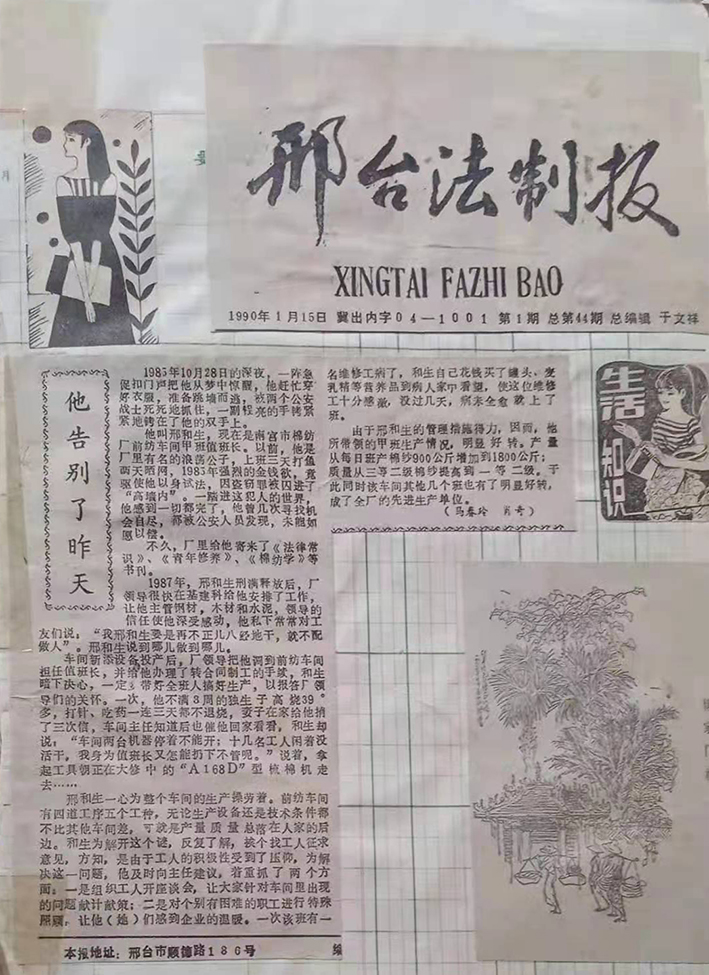 邢台法制报
XINGTAI FAZHI BAO
1990年1月15日 冀出内字04—1001 第1期 总第44期 总编辑 于文祥
他告别了昨天
1985年10月28日的深夜,一阵急
促扣门声把他从梦中惊醒,他赶忙穿
好衣服,准备跳墙而逃,被两个公安
战士死死地抓住,一副铮亮的手铐紧
紧地铐在了他的双手上。
他叫邢和生,现在是南宫市棉纺
厂前纺车间甲班值班长。以前,他是
厂里有名的浪荡公子,上班三天打鱼
两天晒网,1985年强烈的金钱欲,竟
驱使他以身试法,因盗窃罪被囚进了
“高墙内”。一踏进这犯人的世界,
他感到一切都完了,他曾几次寻找机
会自尽,都被公安人员发现,未能如
愿以偿。
不久,厂里给他寄来了《法律常
识》、《青年修养》、《棉纺学》等
书刊。
1987年,邢和生刑满释放后,厂
领导很快在基建科给他安排了工作,
让他主管钢材,木材和水泥,领导的
信任使他深受感动,他私下常常对工
友们说:“我邢和生要是再不正儿八经地干,就不配
做人”。邢和生说到哪儿做到哪儿。
车间新添设备投产后,厂领导把他调到前纺车间
担任值班长,并给他办理了转合同制工的手续,和生
暗下决心,一定带好全班人搞好生产,以报答厂领
导们的关怀。一次,他不满3周的独生子高烧39°
多,打针、吃药一连三天都不退烧,妻子在家给他捎
了三次信,车间主任知道后也催他回家看看,和生却
说:“车间两台机器停着不能开;十几名工人闲着没
活干,我身为值班长又怎能扔下不管呢。”说着,拿
起工具朝正在大修中的“A168D”型梳棉机走
去……
邢和生一心为整个车间的生产操劳着。前纺车间
有四道工序五个工种,无论生产设备还是技术条件都
不比其他车间差,可就是产量质量总落在人家的后
边。和生为解开这个谜,反复了解,挨个找工人征求
意见,方知,是由于工人的积极性受到了压抑,为解
决这一问题,他及时向主任建议,着重抓了两个方
面:一是组织工人开座谈会,让大家针对车间里出现
的问题献计献策;二是对个别有困难的职工进行特殊
照顾,让他(她)们感到企业的温暖。一次该班有一
名维修工病了,和生自己花钱买了罐头、麦
乳精等营养品到病人家中看望,使这位维修
工十分感激,没过几天,病未全愈就上了
班。
由于邢和生的管理措施得力,因而,他
所带领的甲班生产情况,明显好转。产量
从每日班产棉纱900公斤增加到1800公斤;
质量从三等二级棉纱提高到一等二级。于
此同时该车间其他几个班也有了明显好转,
成了全厂的先进生产单位。
(马春玲 肖奇)
生活知识
本报地址:邢台市顺德路186号 编